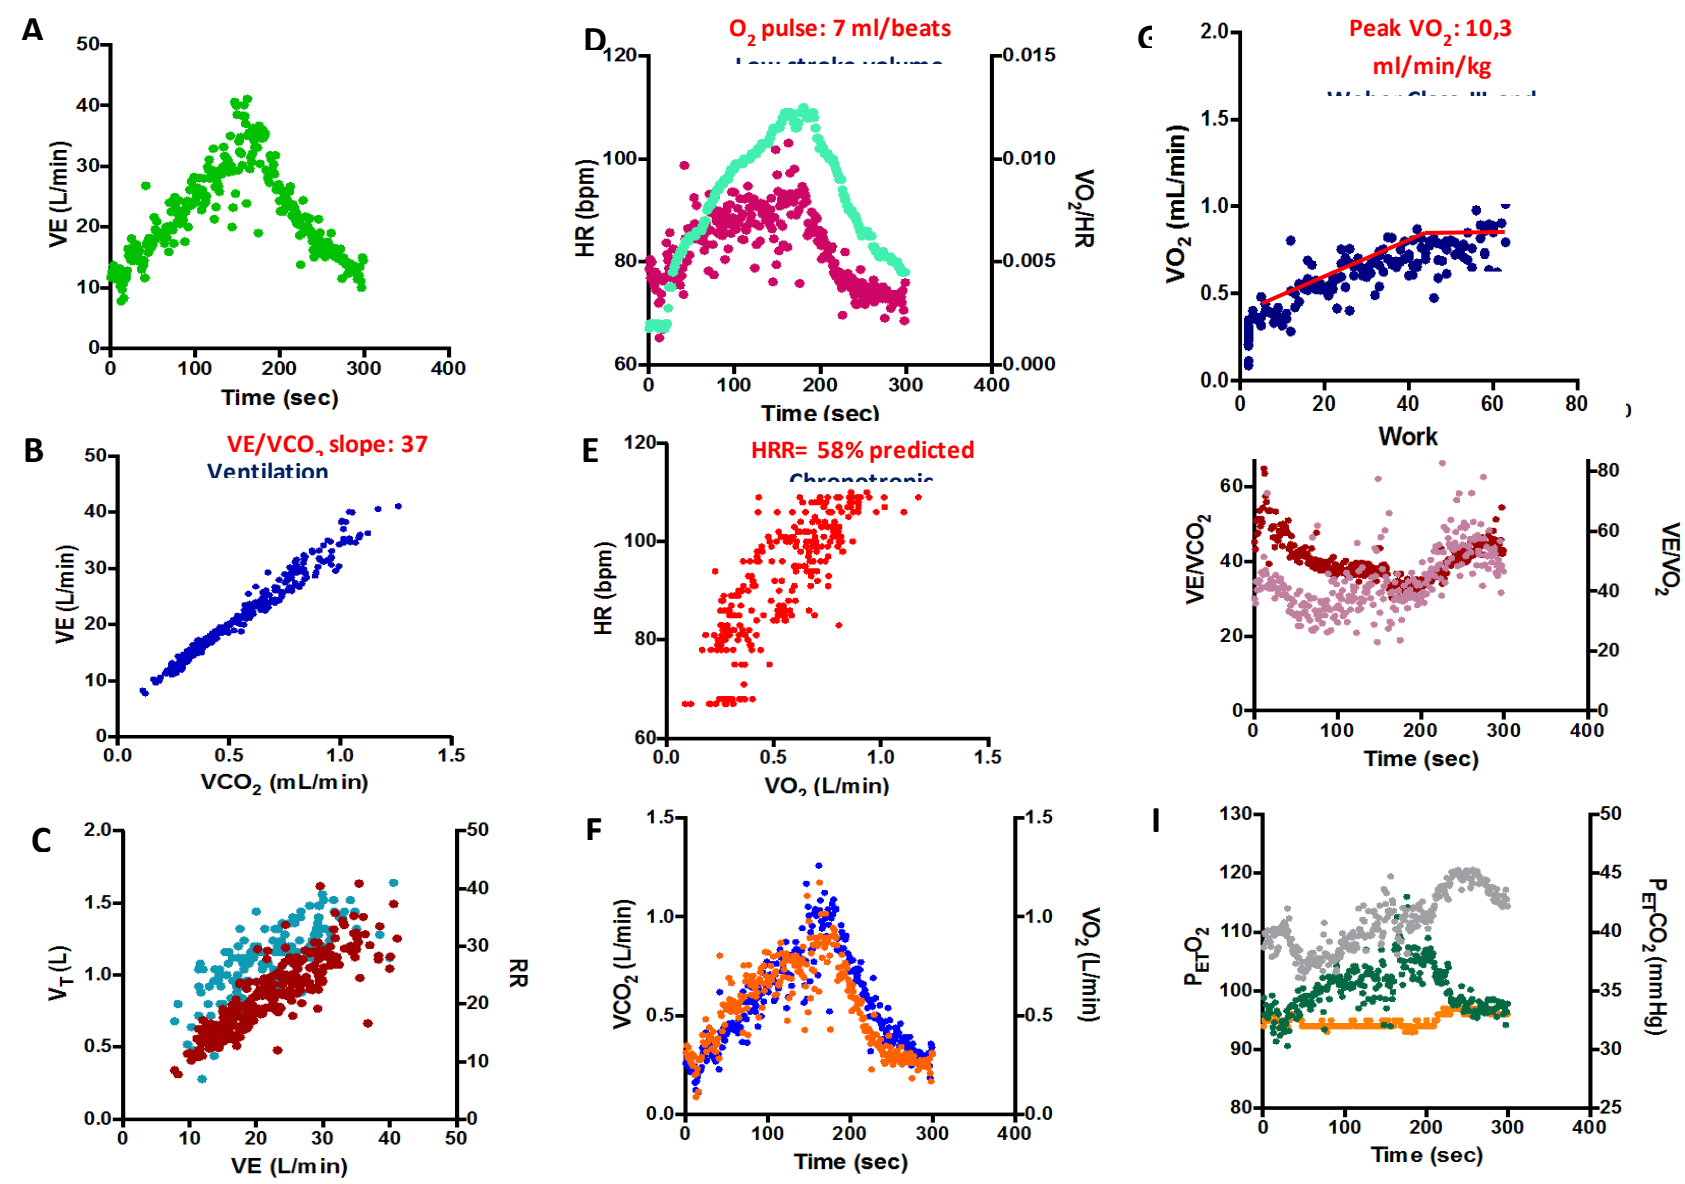 A
50
40
30
20
10
0
VE (L/min)
0 100 200 300 400
Time (sec)
D
O2 pulse: 7 ml/beats
Low stroke volume
120
100
80
60
HR (bpm)
0.015
0.010
0.005
0.000
VO2/HR
0 100 200 300 400
Time (sec)
G
Peak VO2: 10,3
ml/min/kg
Weber Class III and
2.0
1.5
1.0
0.5
0.0
VO2 (mL/min)
0 20 40 60 80
Work
B
VE/VCO2 slope: 37
Ventilation
50
40
30
20
10
0
VE (L/min)
0.0 0.5 1.0 1.5
VCO2 (mL/min)
E
HRR= 58% predicted
Chronotropic
120
100
80
60
HR (bpm)
0.0 0.5 1.0 1.5
VO2 (L/min)
60
40
20
0
VE/VCO2
80
60
40
20
0
VE/VO2
0 100 200 300 400
Time (sec)
C
2.0
1.5
1.0
0.5
0.0
VT (L)
50
40
30
20
10
0
RR
0 10 20 30 40 50
VE (L/min)
F
1.5
1.0
0.5
0.0
VCO2 (L/min)
1.5
1.0
0.5
0.0
VO2 (L/min)
0 100 200 300 400
Time (sec)
I
130
120
110
100
90
80
PETO2
50
45
40
35
30
25
PETCO2 (mmHg)
0 100 200 300 400
Time (sec)